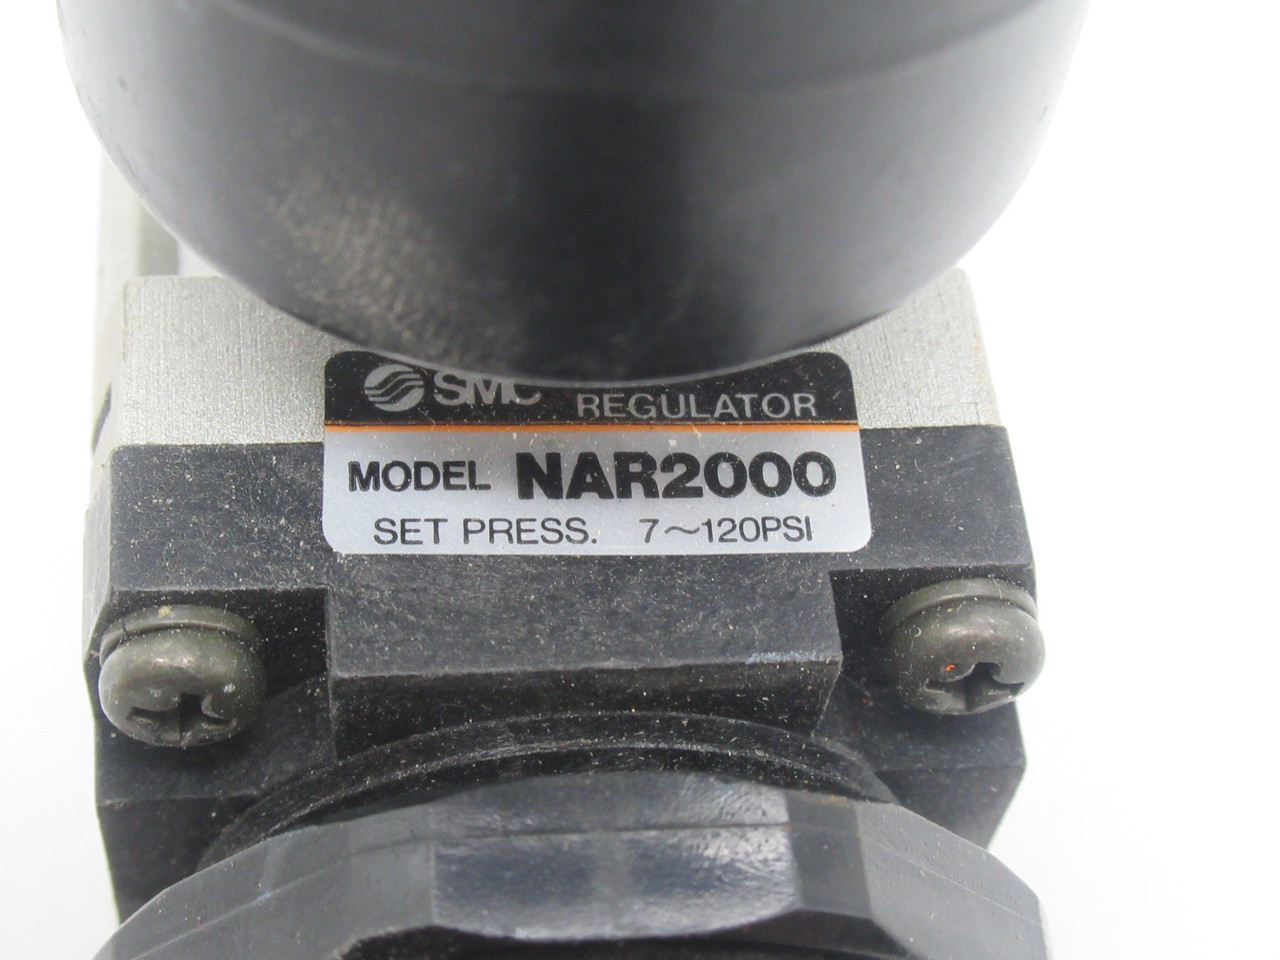 SMC REGULATOR
MODEL NAR2000
SET PRESS. 7~120PSI